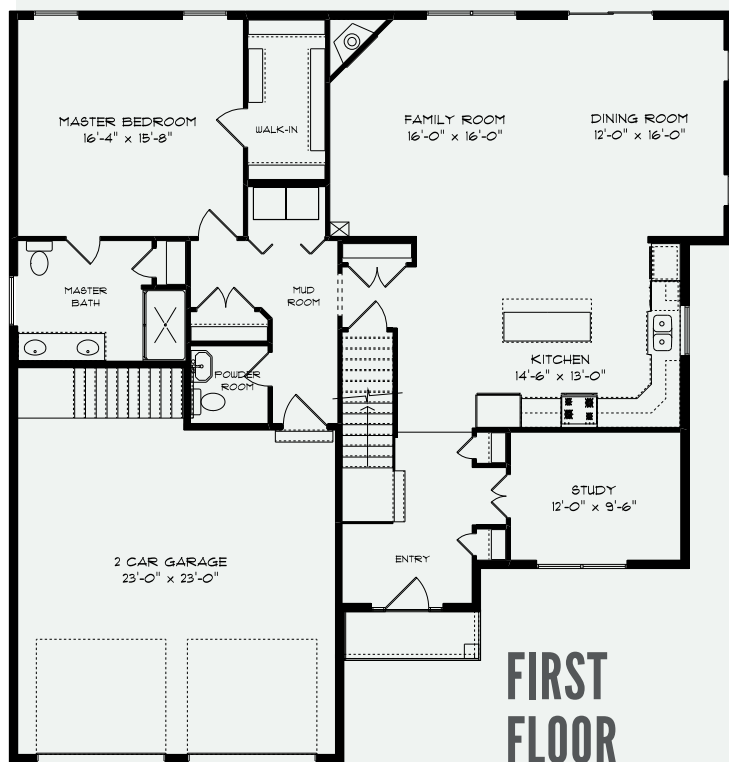 MASTER BEDROOM
16'-4" x 15'-8"
WALK-IN
FAMILY ROOM
16'-0" x 16'-0"
DINING ROOM
12'-0" x 16'-0"
MASTER
BATH
MUD
ROOM
POWDER
ROOM
KITCHEN
14'-6" x 13'-0"
STUDY
12'-0" x 9'-6"
ENTRY
2 CAR GARAGE
23'-0" x 23'-0"
FIRST
FLOOR